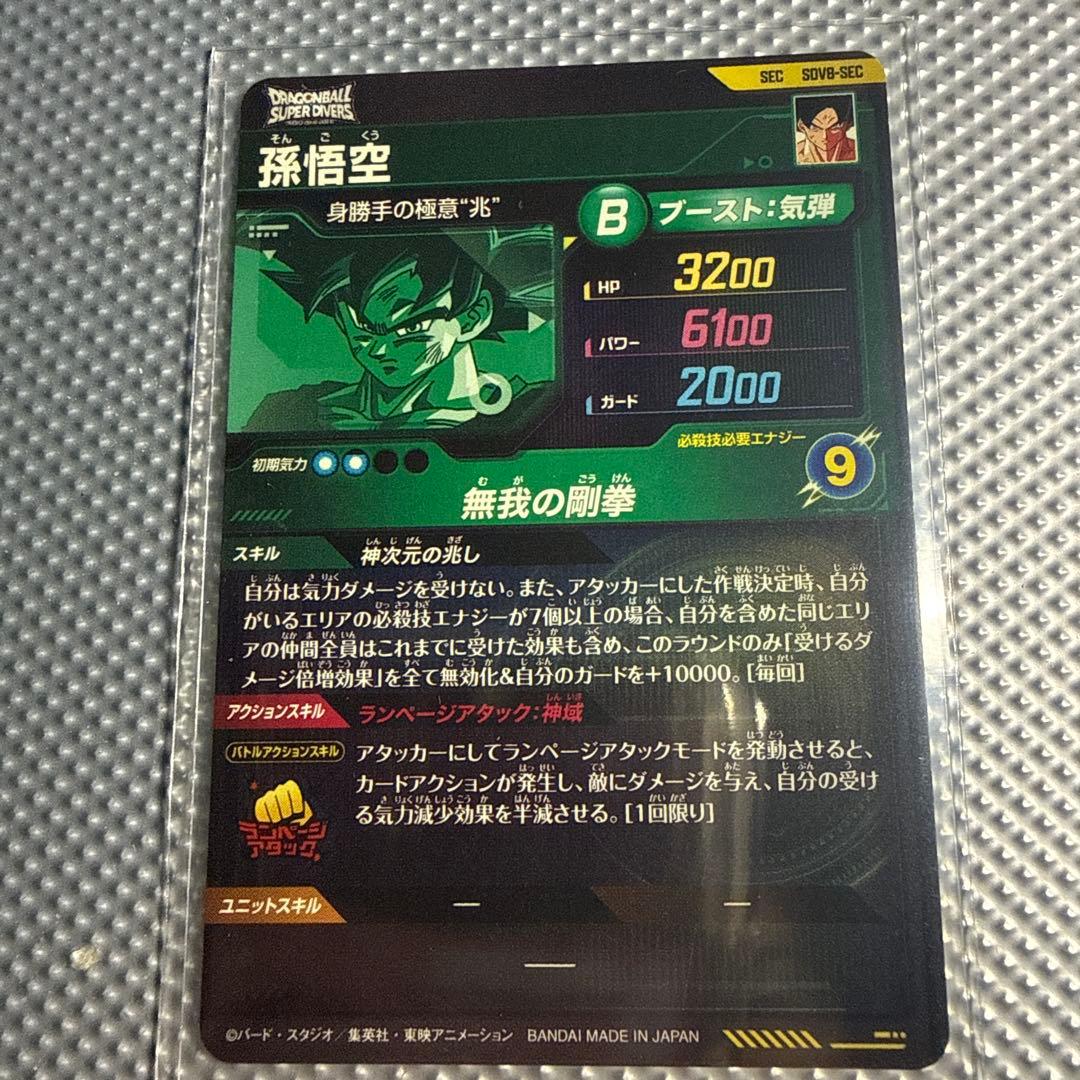 SEC SDV8-SEC
DRAGONBALL
SUPER DIVERS
そんごくう
孫悟空
身勝手の極意“兆”
B ブースト:気弾
HP 3200
パワー 6100
ガード 2000
必殺技必要エナジー
9
初期気力
むがごうけん
無我の剛拳
スキル 神次元の兆し
自分は気力ダメージを受けない。また、アタッカーにした作戦決定時、自分
がいるエリアの必殺技エナジーが7個以上の場合、自分を含めた同じエリ
アの仲間全員はこれまでに受けた効果も含め、このラウンドのみ「受けるダ
メージ倍増効果」を全て無効化&自分のガードを+10000。[毎回]
アクションスキル ランページアタック:神域
バトルアクションスキル
アタッカーにしてランページアタックモードを発動させると、
カードアクションが発生し、敵にダメージを与え、自分の受け
る気力減少効果を半減させる。[1回限り]
ランページ
アタック
ユニットスキル — —
—
©バード・スタジオ/集英社・東映アニメーション BANDAI MADE IN JAPAN